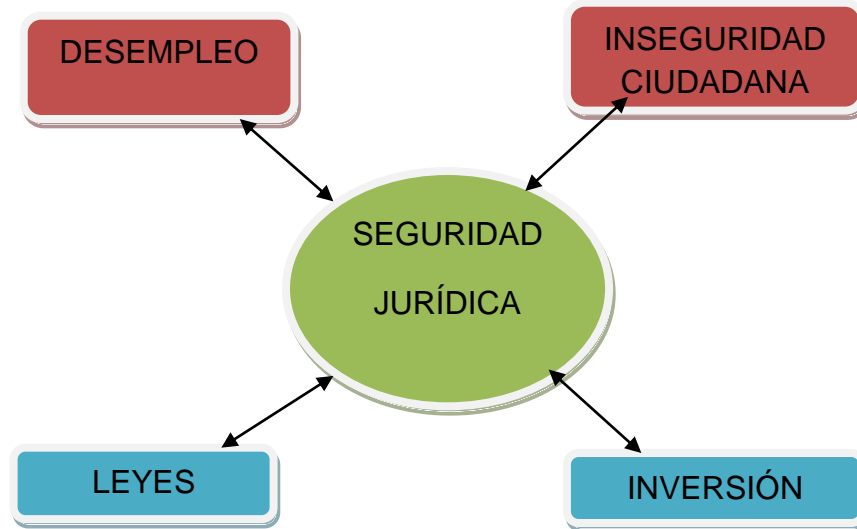 DESEMPLEO
INSEGURIDAD
CIUDADANA
SEGURIDAD
JURÍDICA
LEYES
INVERSIÓN